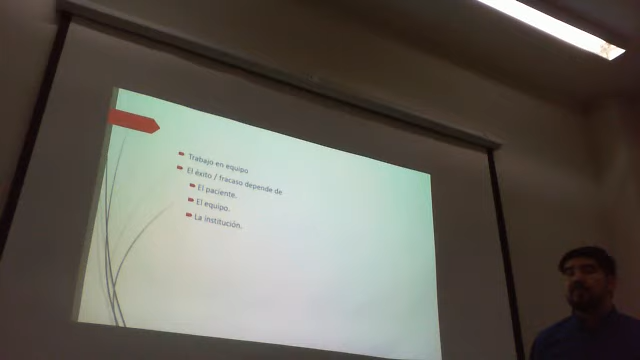 Trabajo en equipo
El éxito / fracaso depende de
El paciente.
El equipo.
La institución.